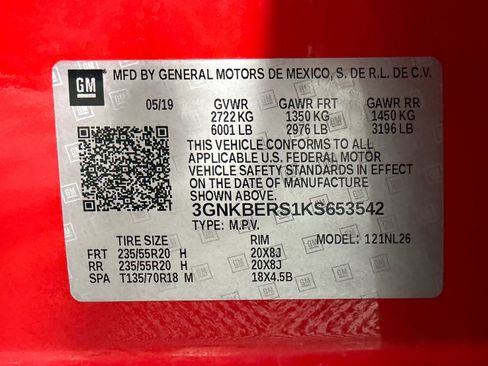 GM MFD BY GENERAL MOTORS DE MEXICO, S. DE R.L. DE C.V.
05/19 GVWR GAWR FRT GAWR RR
2722 KG 1350 KG 1450 KG
6001 LB 2976 LB 3196 LB
THIS VEHICLE CONFORMS TO ALL
APPLICABLE U.S. FEDERAL MOTOR
VEHICLE SAFETY STANDARDS IN EFFECT
ON THE DATE OF MANUFACTURE
SHOWN ABOVE.
3GNKBERS1KS653542
TYPE: M.P.V.
TIRE SIZE RIM MODEL: 121NL26
FRT 235/55R20 H 20X8J
RR 235/55R20 H 20X8J
SPA T135/70R18 M 18X4.5B